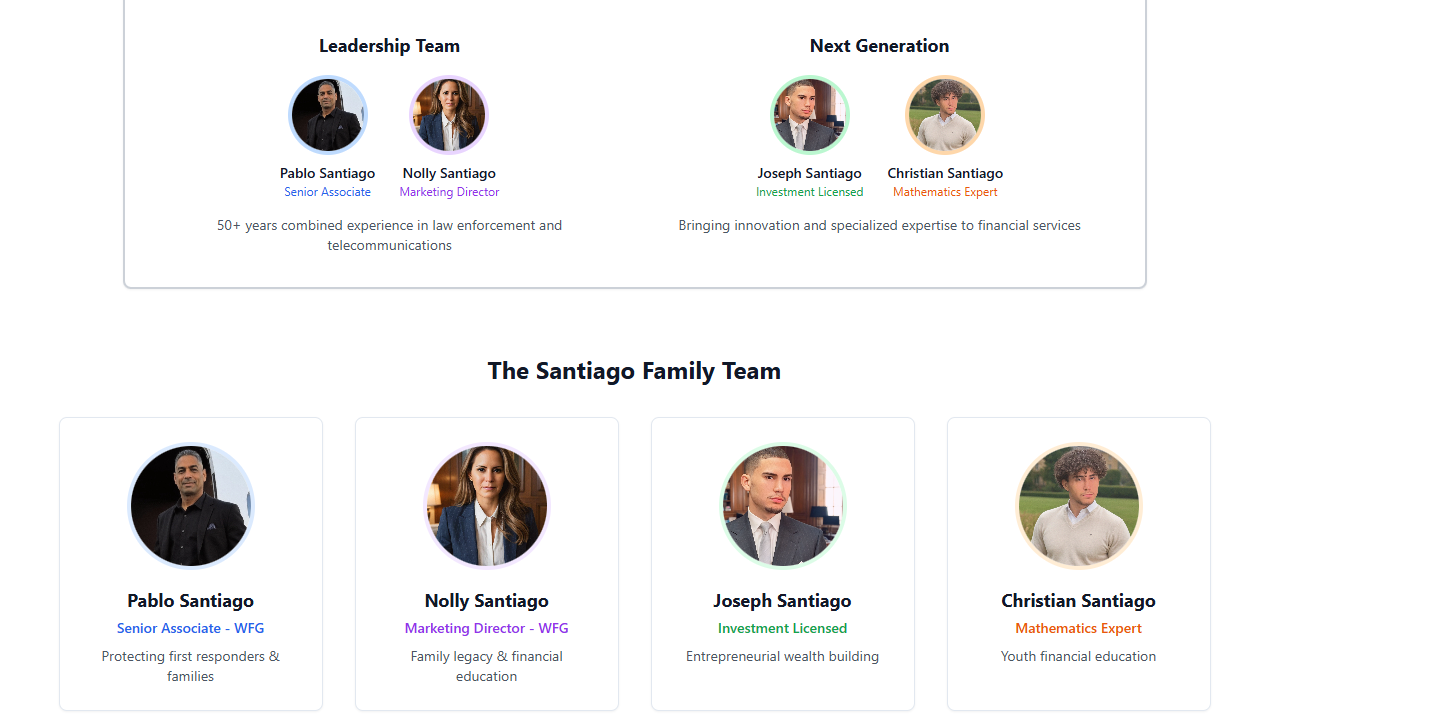 Leadership Team
Pablo Santiago
Senior Associate
Nolly Santiago
Marketing Director
50+ years combined experience in law enforcement and
telecommunications
Next Generation
Joseph Santiago
Investment Licensed
Christian Santiago
Mathematics Expert
Bringing innovation and specialized expertise to financial services
The Santiago Family Team
Pablo Santiago
Senior Associate - WFG
Protecting first responders &
families
Nolly Santiago
Marketing Director - WFG
Family legacy & financial
education
Joseph Santiago
Investment Licensed
Entrepreneurial wealth building
Christian Santiago
Mathematics Expert
Youth financial education